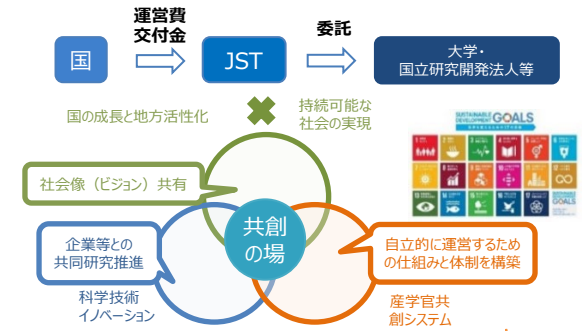 運営費
交付金
委託
国
JST
大学・
国立研究開発法人等
国の成長と地方活性化
持続可能な
社会の実現
SUSTAINABLE
DEVELOPMENT GOALS
社会像（ビジョン）共有
共創
の場
企業等との
共同研究推進
自立的に運営するため
の仕組みと体制を構築
科学技術
イノベーション
産学官共
創システム